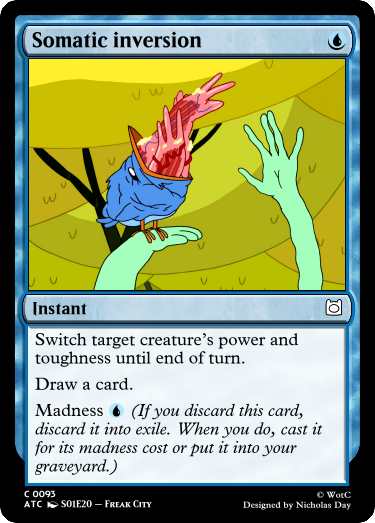 Somatic inversion
Instant
Switch target creature's power and
toughness until end of turn.
Draw a card.
Madness (If you discard this card,
discard it into exile. When you do, cast it
for its madness cost or put it into your
graveyard.)
C 0093
© WotC
ATC S01E20 – Freak City
Designed by Nicholas Day